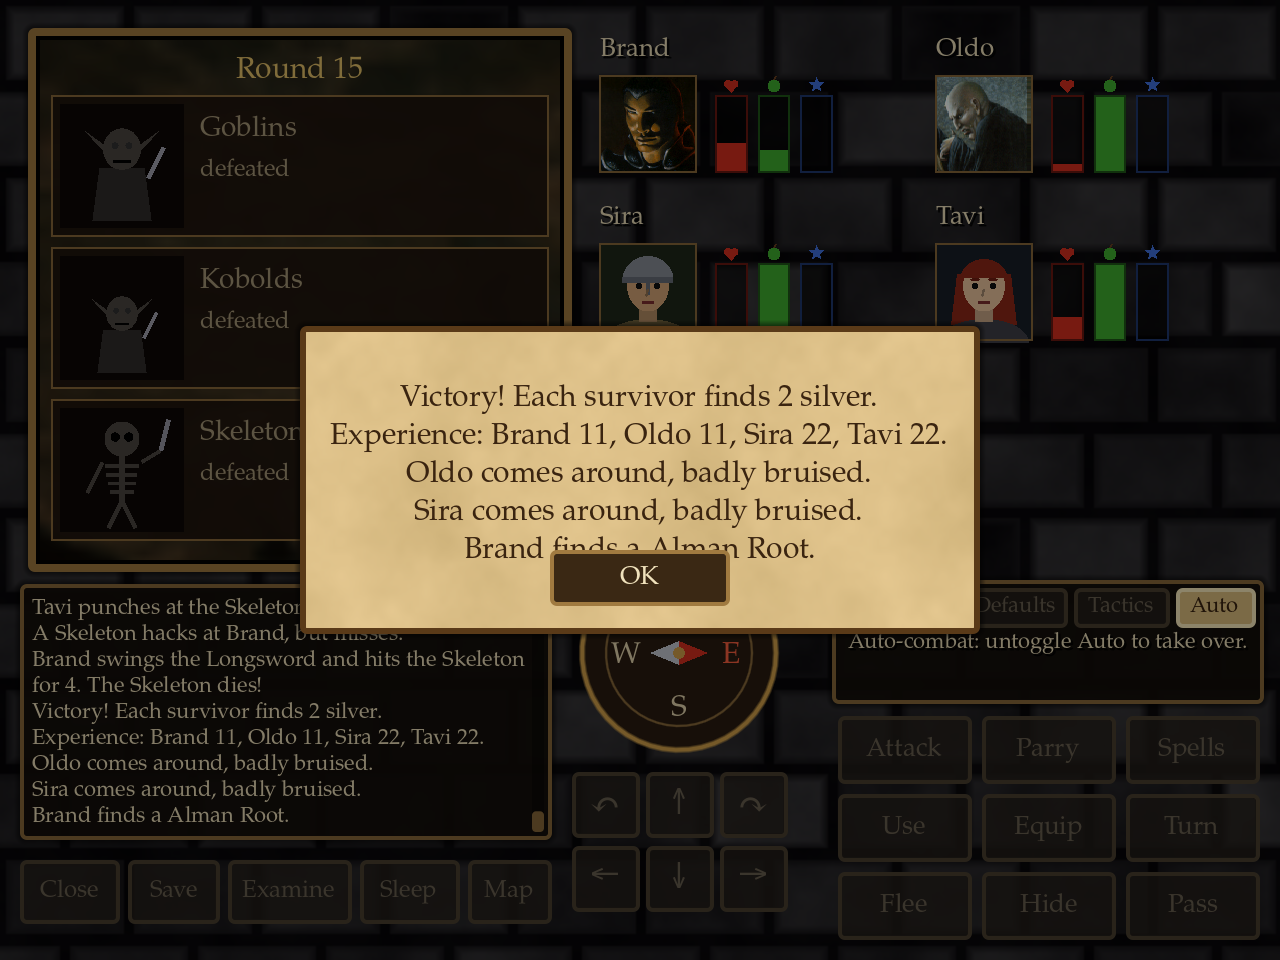 Round 15
Goblins
defeated
Kobolds
defeated
Skeleton
defeated
Brand
Oldo
Sira
Tavi
Victory! Each survivor finds 2 silver.
Experience: Brand 11, Oldo 11, Sira 22, Tavi 22.
Oldo comes around, badly bruised.
Sira comes around, badly bruised.
Brand finds a Alman Root.
OK
Tavi punches at the Skeleton
A Skeleton hacks at Brand, but misses.
Brand swings the Longsword and hits the Skeleton
for 4. The Skeleton dies!
Victory! Each survivor finds 2 silver.
Experience: Brand 11, Oldo 11, Sira 22, Tavi 22.
Oldo comes around, badly bruised.
Sira comes around, badly bruised.
Brand finds a Alman Root.
W E
S
Defaults Tactics Auto
Auto-combat: untoggle Auto to take over.
Attack Parry Spells
Use Equip Turn
Flee Hide Pass
Close Save Examine Sleep Map